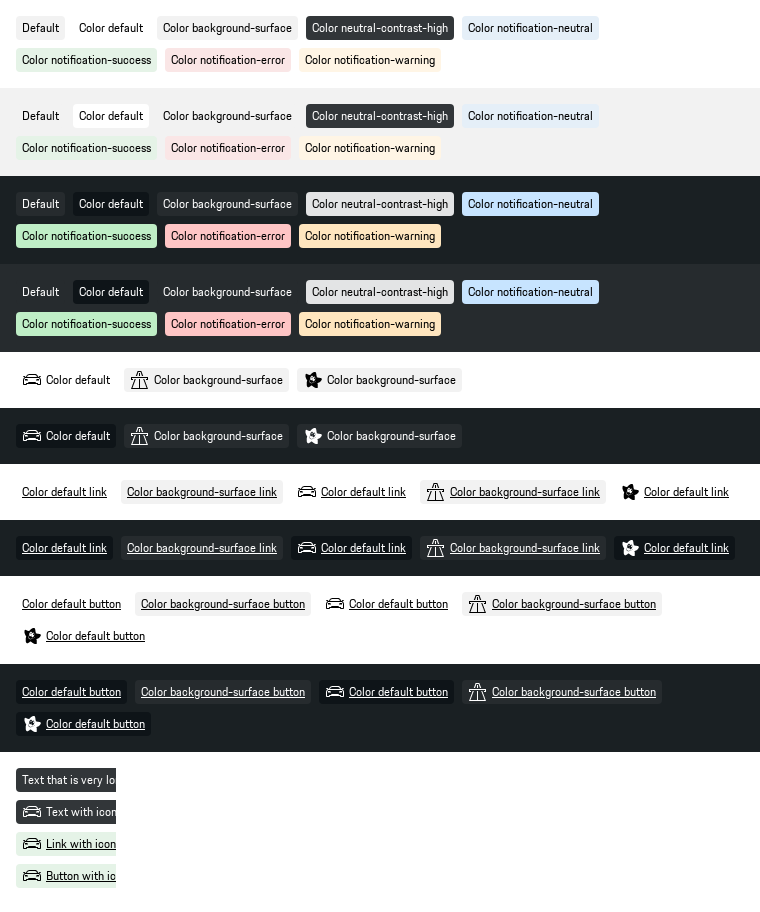 Default Color default Color background-surface Color neutral-contrast-high Color notification-neutral
Color notification-success Color notification-error Color notification-warning
Default Color default Color background-surface Color neutral-contrast-high Color notification-neutral
Color notification-success Color notification-error Color notification-warning
Default Color default Color background-surface Color neutral-contrast-high Color notification-neutral
Color notification-success Color notification-error Color notification-warning
Default Color default Color background-surface Color neutral-contrast-high Color notification-neutral
Color notification-success Color notification-error Color notification-warning
Color default Color background-surface Color background-surface
Color default Color background-surface Color background-surface
Color default link Color background-surface link Color default link Color background-surface link Color default link
Color default link Color background-surface link Color default link Color background-surface link Color default link
Color default button Color background-surface button Color default button Color background-surface button
Color default button
Color default button Color background-surface button Color default button Color background-surface button
Color default button
Text that is very lo
Text with icon
Link with icon
Button with ic